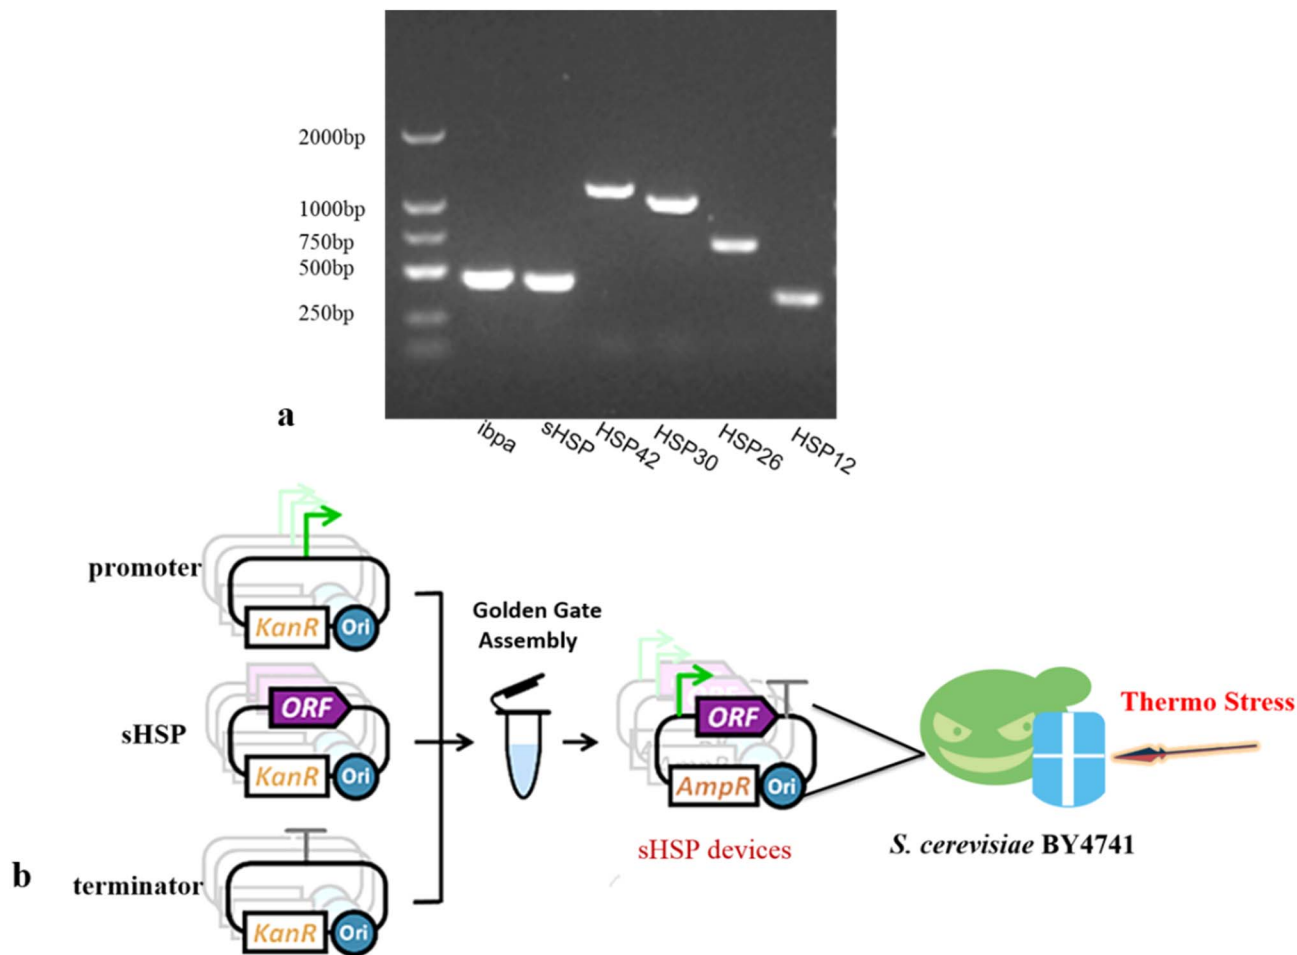 2000bp
1000bp
750bp
500bp
250bp
a
ibpa
sHSP
HSP42
HSP30
HSP26
HSP12
promoter
KanR
Ori
Golden Gate
Assembly
sHSP
ORF
KanR
Ori
ORF
AmpR
Ori
sHSP devices
Thermo Stress
S. cerevisiae BY4741
b
terminator
KanR
Ori